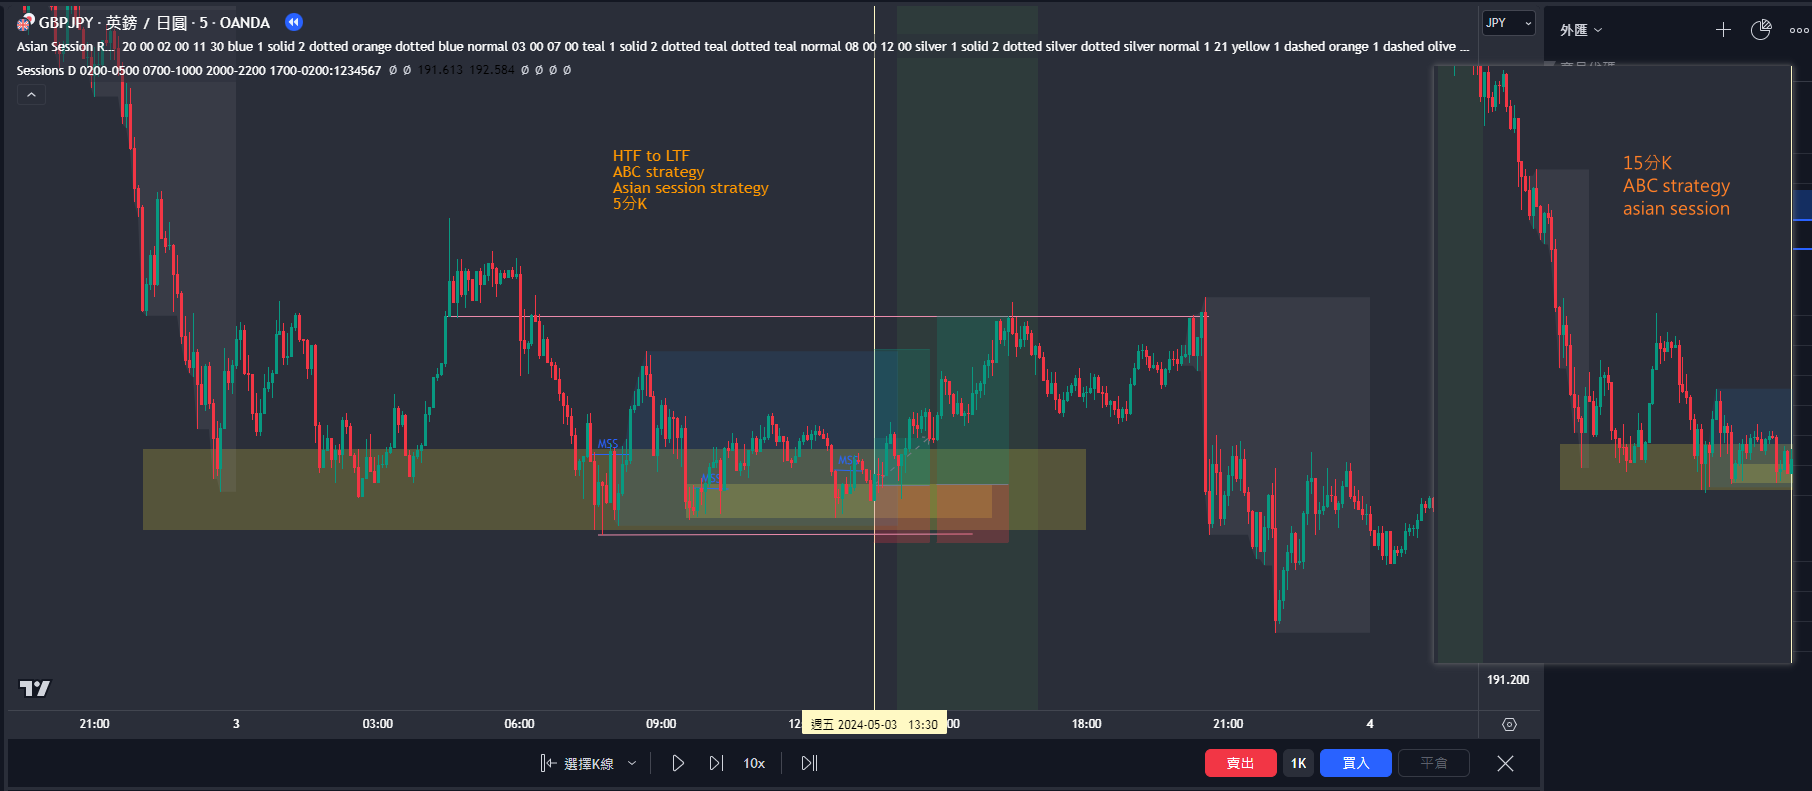 GBPJPY · 英鎊 / 日圓 · 5 · OANDA
Asian Session R... 20 00 02 00 11 30 blue 1 solid 2 dotted orange dotted blue normal 03 00 07 00 teal 1 solid 2 dotted teal dotted teal normal 08 00 12 00 silver 1 solid 2 dotted silver dotted silver normal 1 21 yellow 1 dashed orange 1 dashed olive ...
Sessions D 0200-0500 0700-1000 2000-2200 1700-0200:1234567 Ø Ø 191.613 192.584 Ø Ø Ø Ø
JPY
外匯
HTF to LTF
ABC strategy
Asian session strategy
5分K
15分K
ABC strategy
asian session
MSS
MSS
MSS
191.200
21:00 3 03:00 06:00 09:00 12 週五 2024-05-03 13:30 :00 18:00 21:00 4
選擇K線 10x 賣出 1K 買入 平倉